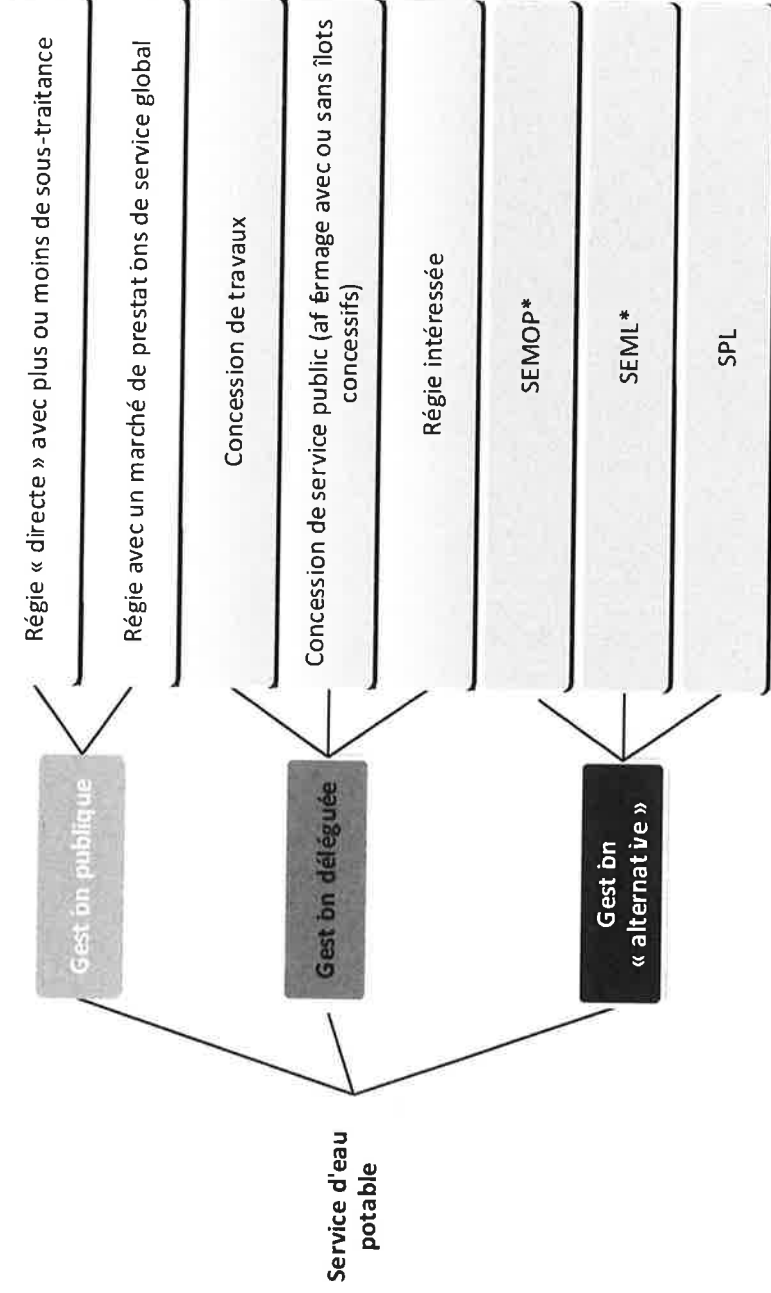 Service d'eau
potable
Gest on publique
Régie « directe » avec plus ou moins de sous-traitance
Régie avec un marché de prestat ons de service global
Gest on déléguée
Concession de travaux
Concession de service public (af ermage avec ou sans îlots
concessifs)
Régie intéressée
Gest on
« alternat ve »
SEMOP*
SEML*
SPL